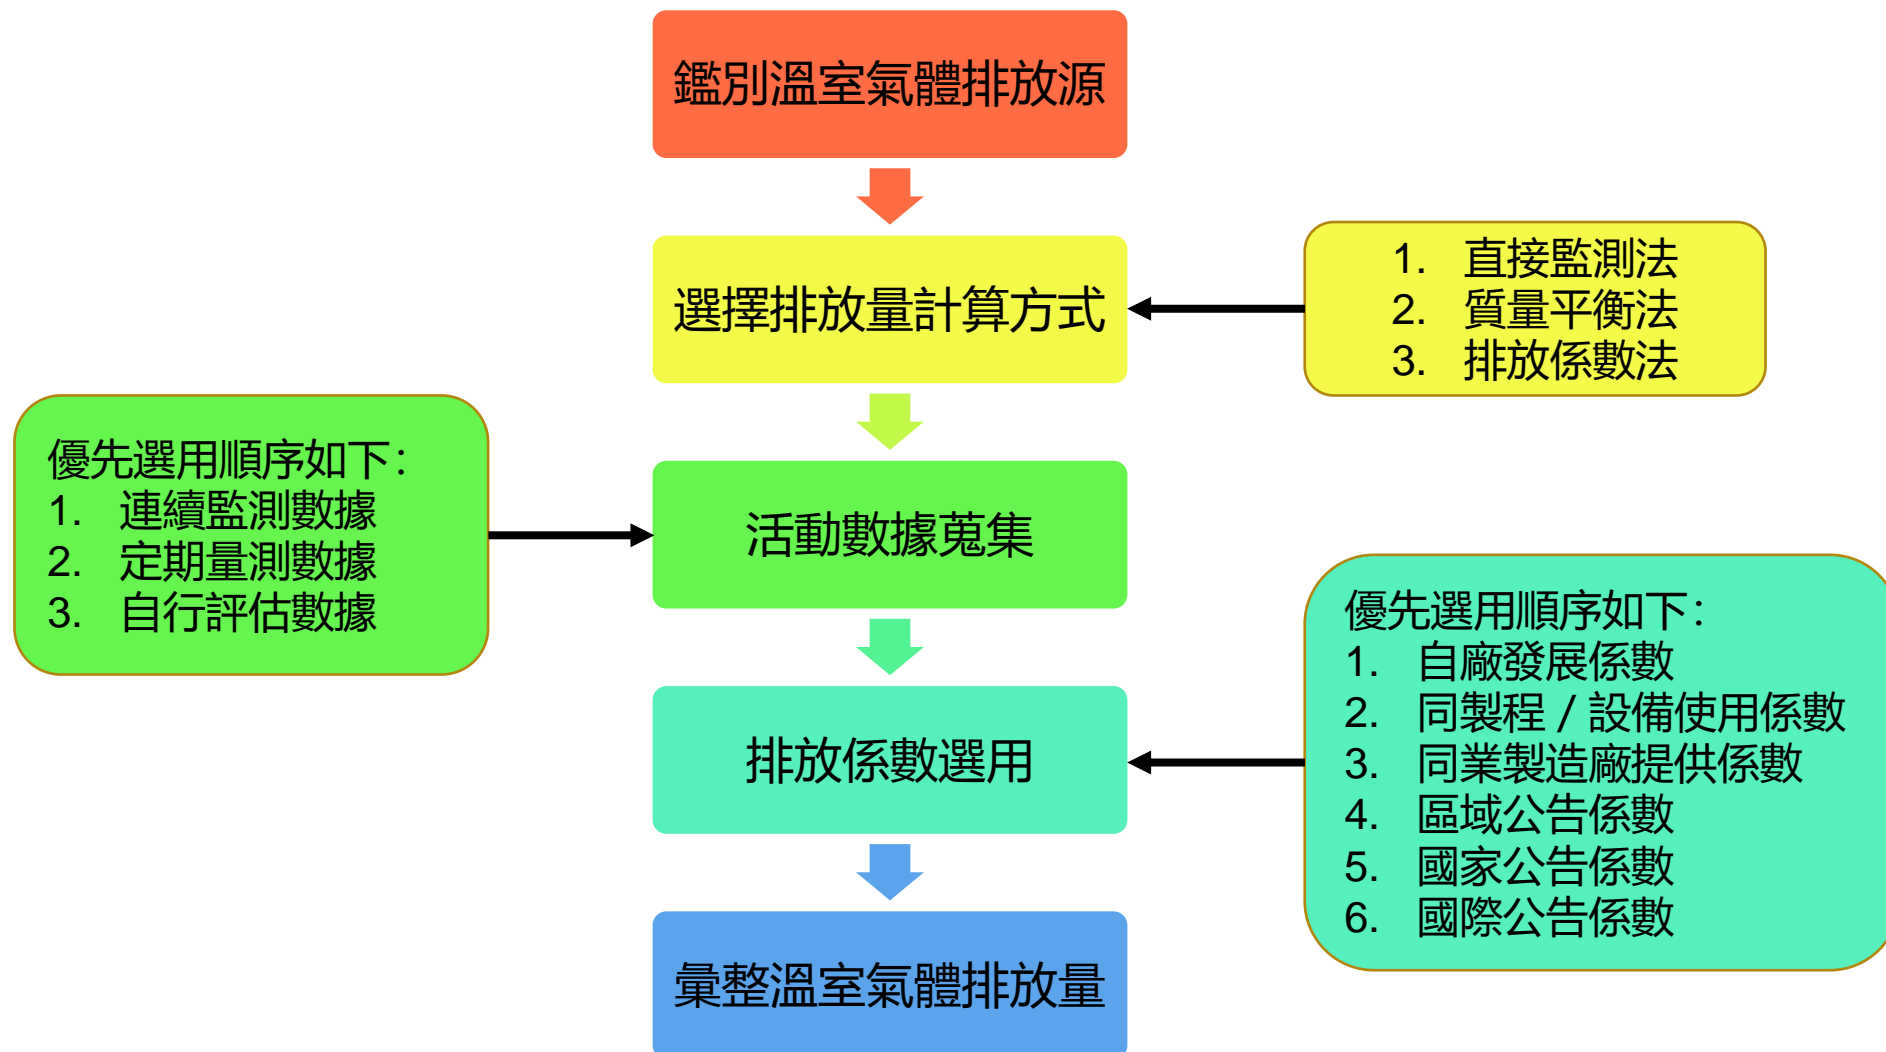 鑑別溫室氣體排放源
選擇排放量計算方式
1. 直接監測法
2. 質量平衡法
3. 排放係數法
優先選用順序如下：
1. 連續監測數據
2. 定期量測數據
3. 自行評估數據
活動數據蒐集
排放係數選用
優先選用順序如下：
1. 自廠發展係數
2. 同製程／設備使用係數
3. 同業製造廠提供係數
4. 區域公告係數
5. 國家公告係數
6. 國際公告係數
彙整溫室氣體排放量